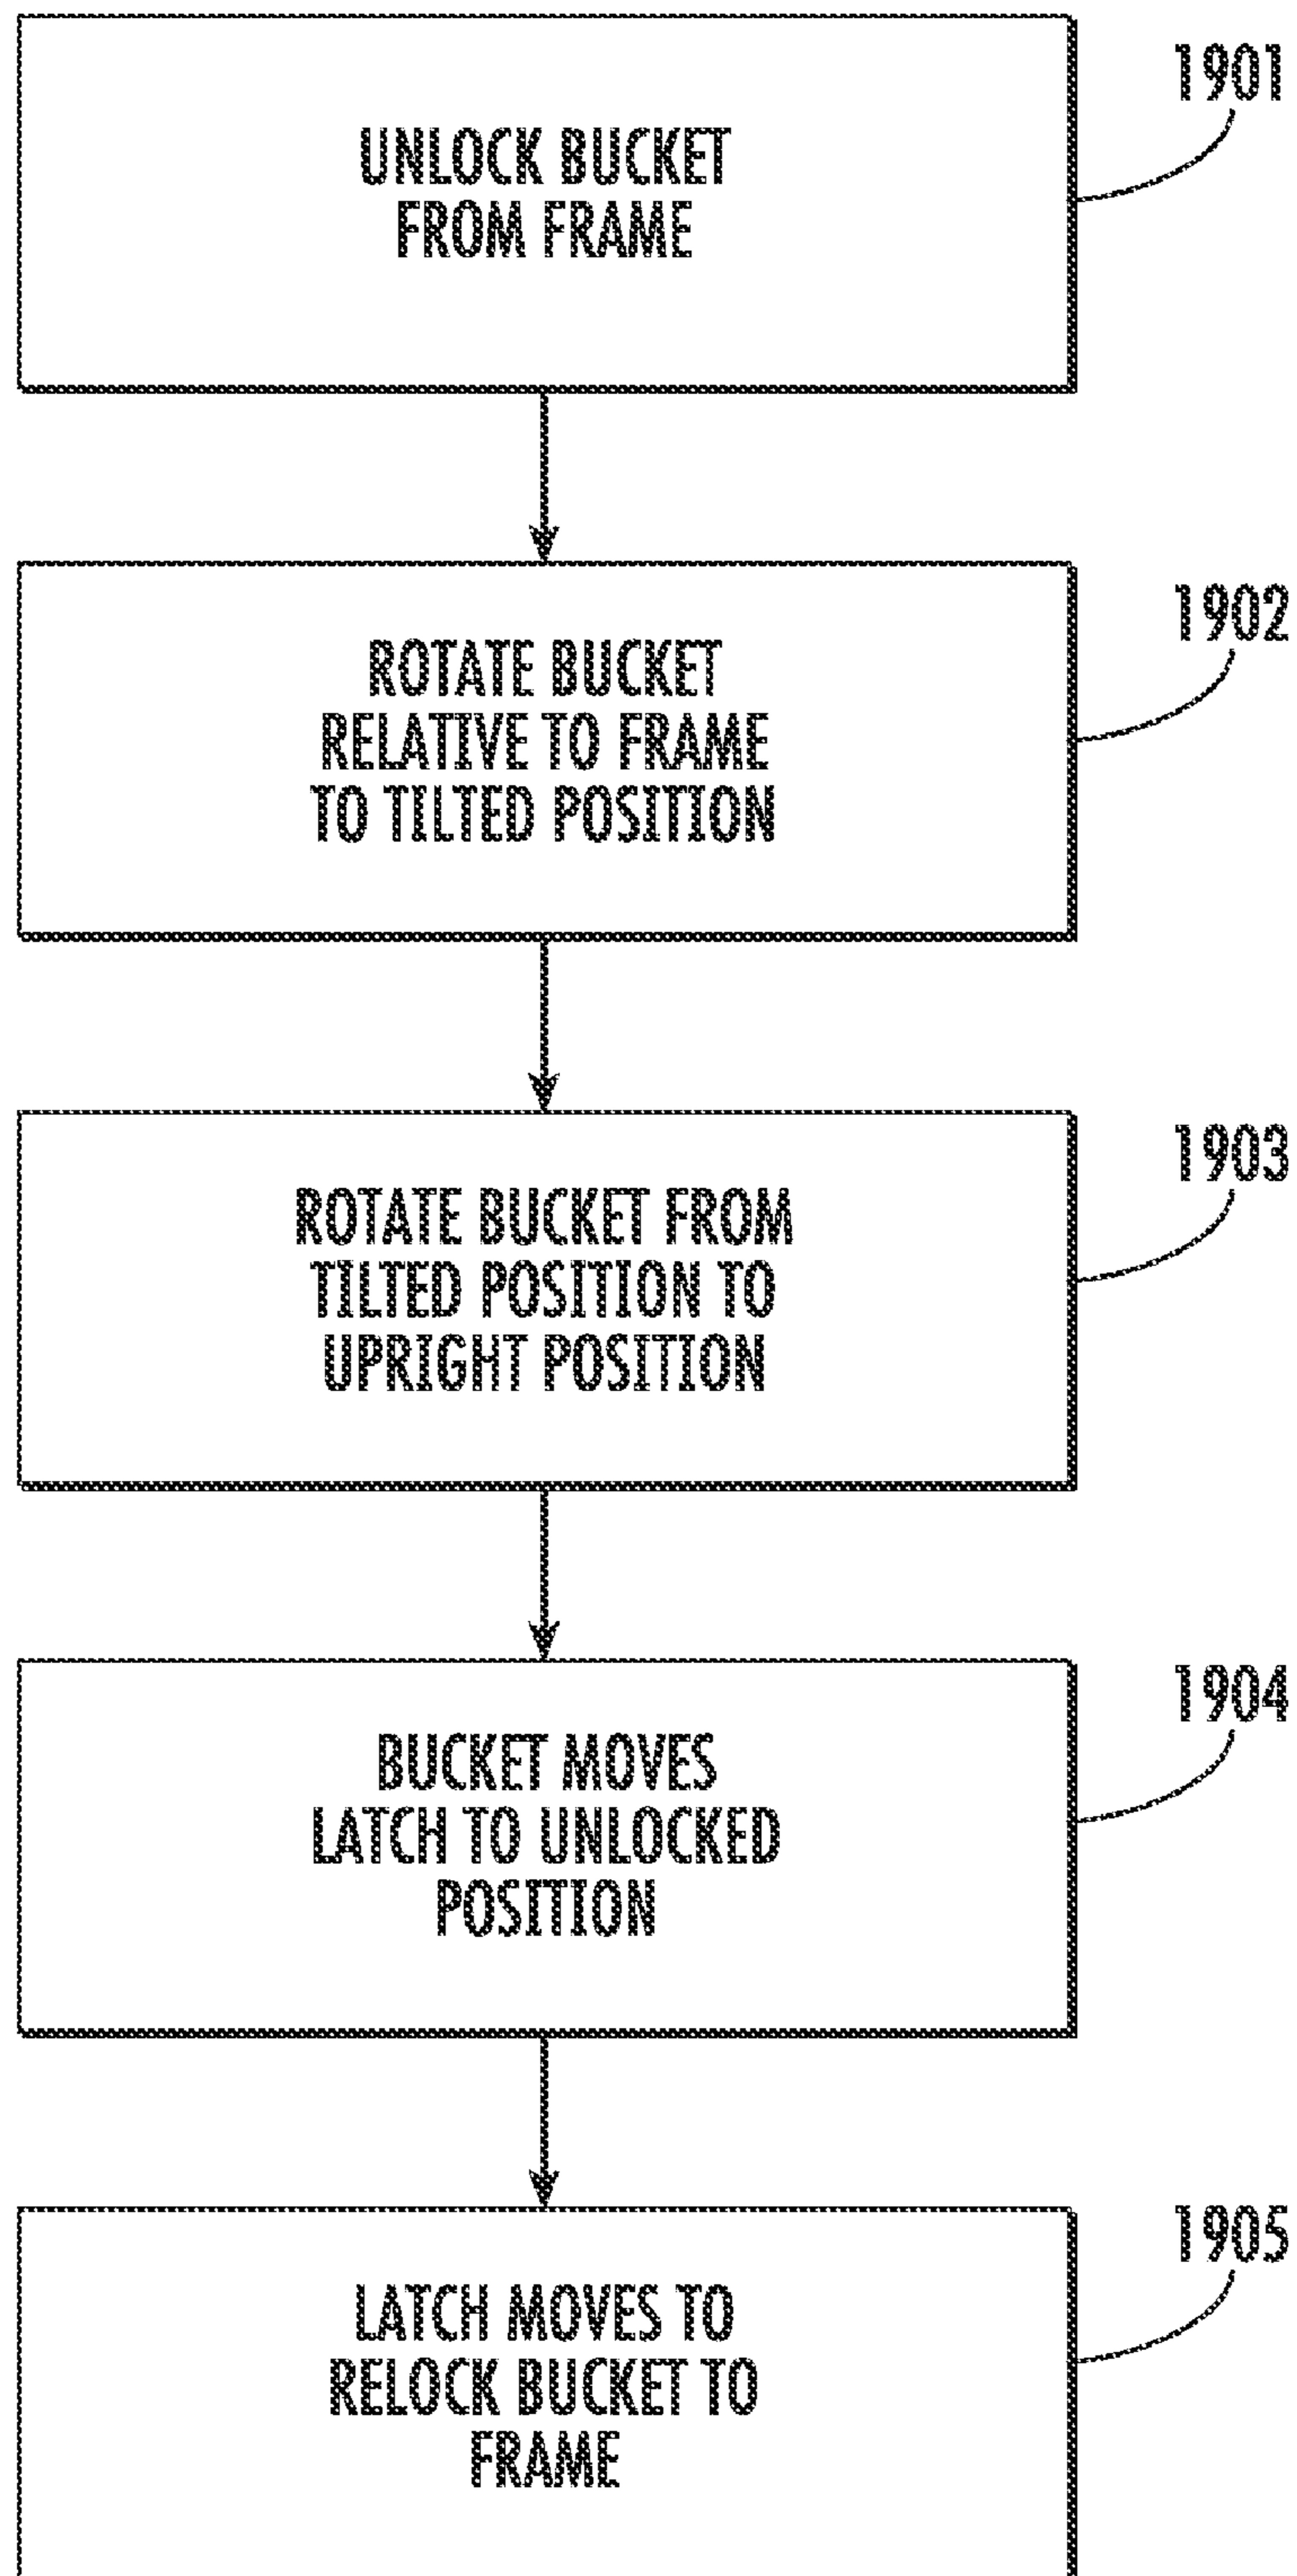 1901
UNLOCK BUCKET
FROM FRAME
1902
ROTATE BUCKET
RELATIVE TO FRAME
TO TILTED POSITION
1903
ROTATE BUCKET FROM
TILTED POSITION TO
UPRIGHT POSITION
1904
BUCKET MOVES
LATCH TO UNLOCKED
POSITION
1905
LATCH MOVES TO
RELOCK BUCKET TO
FRAME